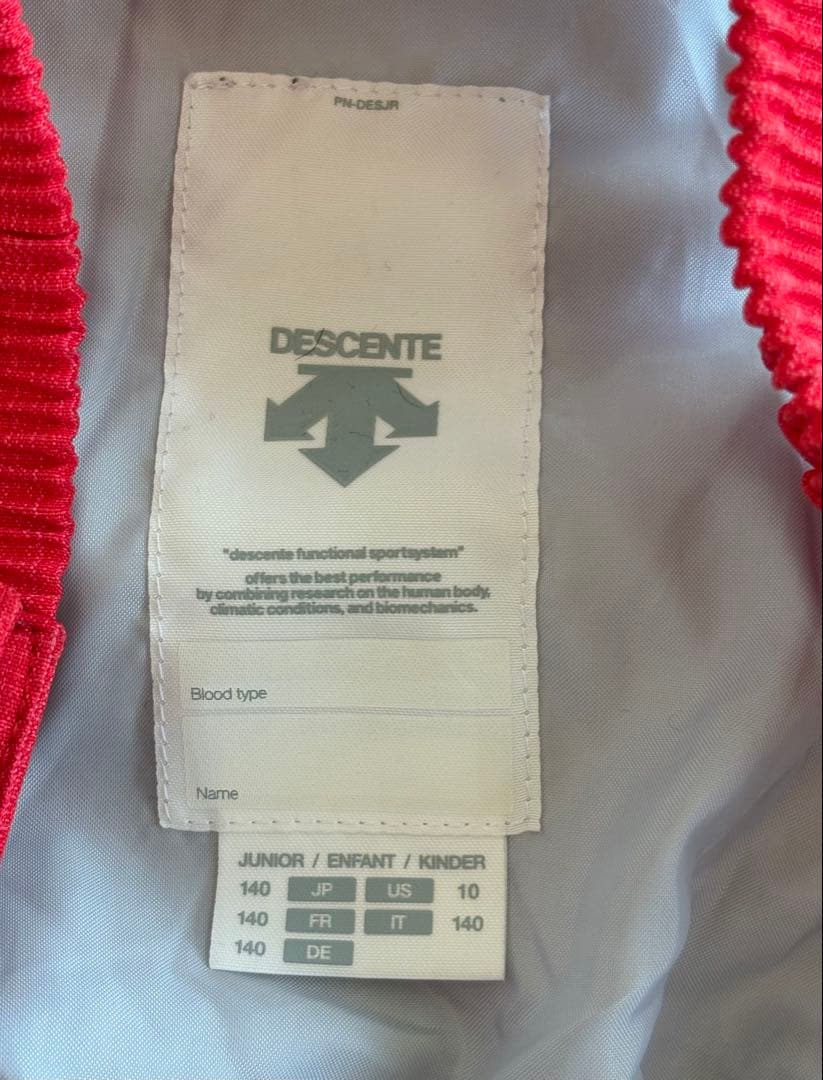 PN-DESJR
DESCENTE
"descente functional sportsystem"
offers the best performance
by combining research on the human body,
climatic conditions, and biomechanics.
Blood type
Name
JUNIOR / ENFANT / KINDER
140 JP US 10
140 FR IT 140
140 DE